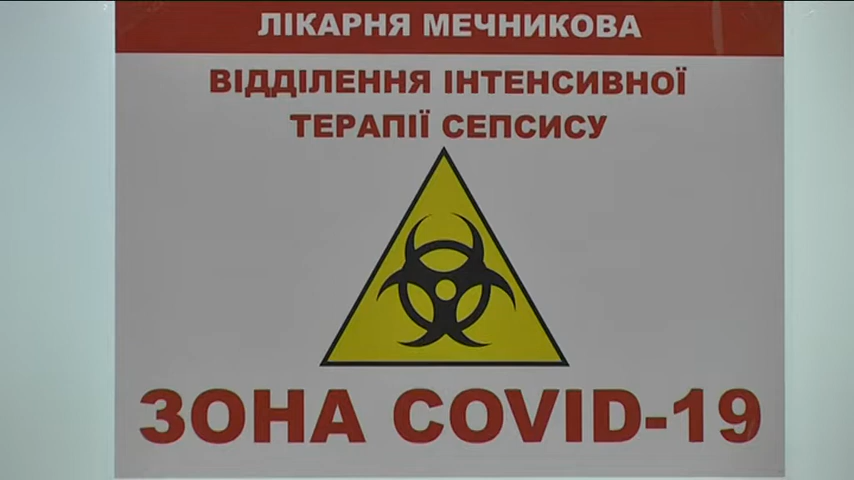 ЛІКАРНЯ МЕЧНИКОВА
ВІДДІЛЕННЯ ІНТЕНСИВНОЇ
ТЕРАПІЇ СЕПСИСУ
ЗОНА COVID-19